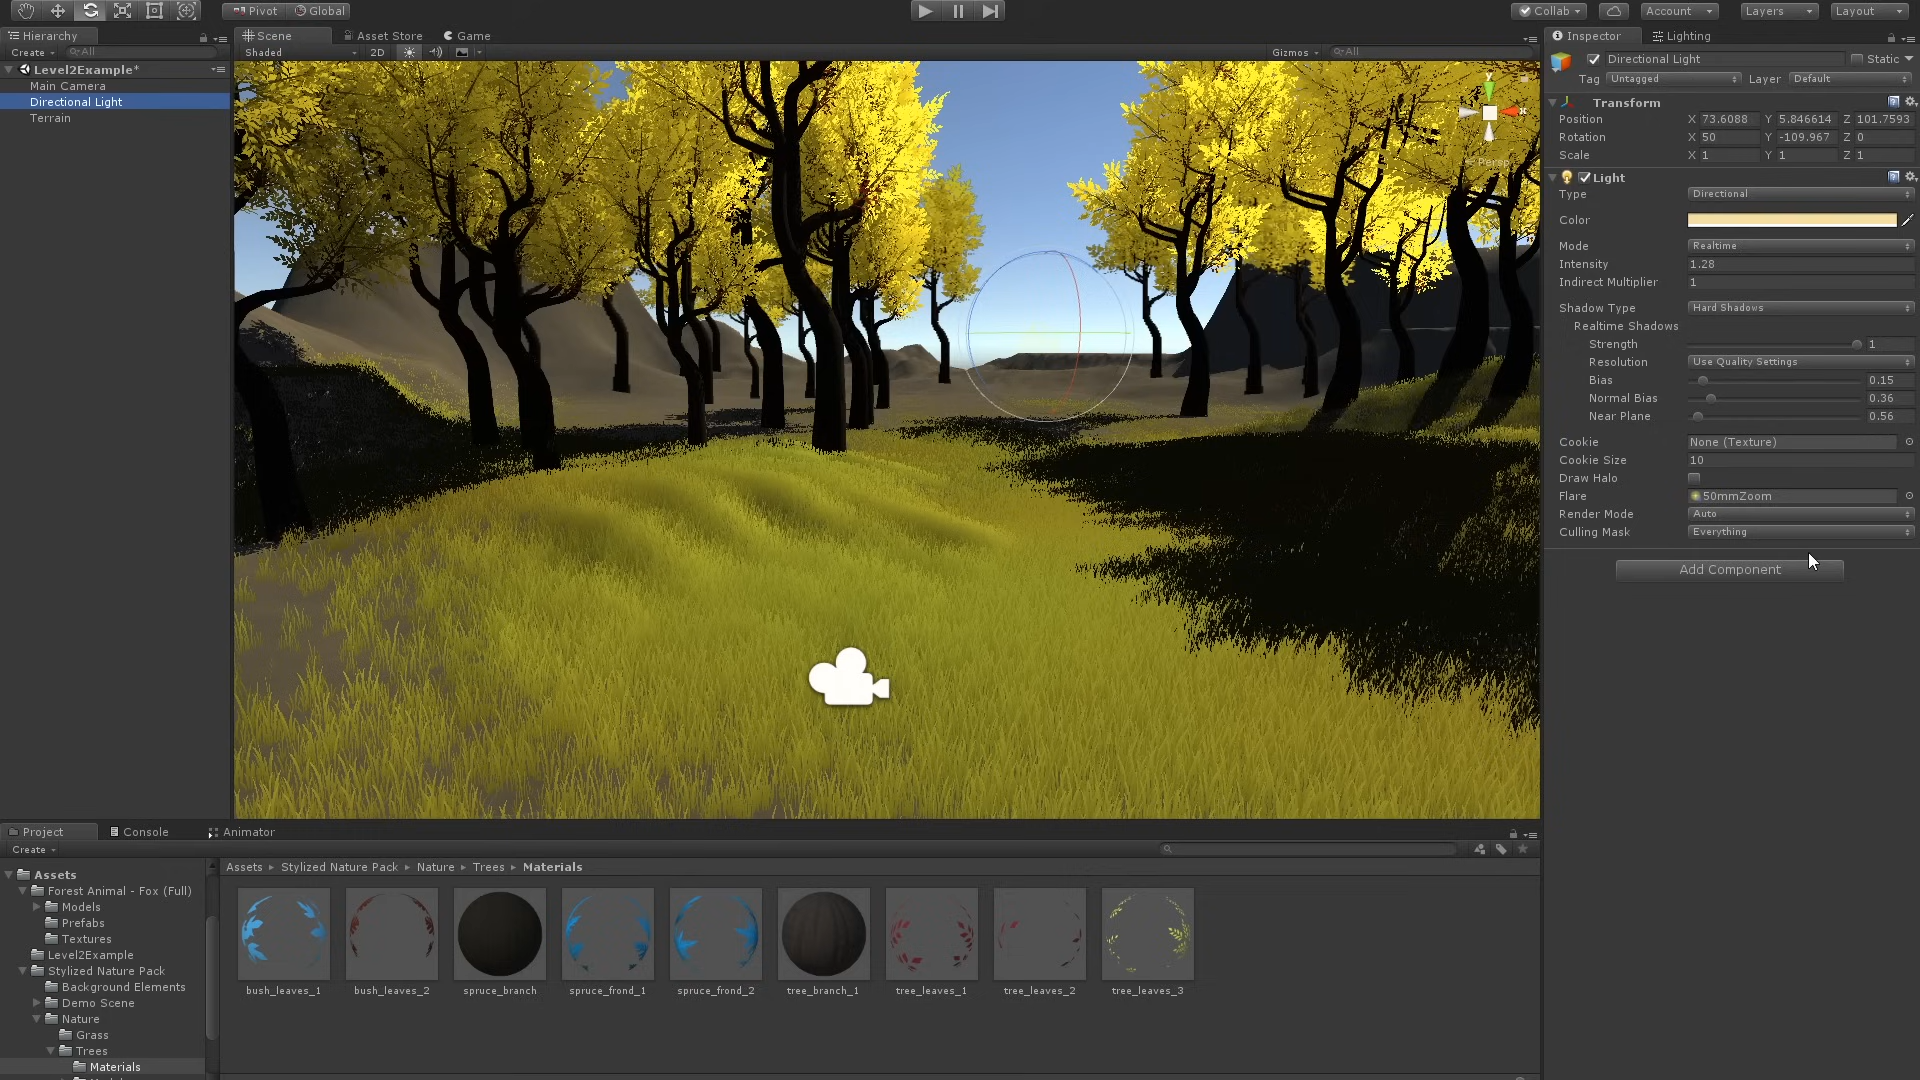 Pivot Global Collab Account Layers Layout
Hierarchy
Create All
Level2Example*
Main Camera
Directional Light
Terrain
Scene Asset Store Game
Shaded 2D Gizmos All
y
x
Persp
Inspector Lighting
Directional Light Static
Tag Untagged Layer Default
Transform
Position X 73.6088 Y 5.846614 Z 101.7593
Rotation X 50 Y -109.967 Z 0
Scale X 1 Y 1 Z 1
Light
Type Directional
Color
Mode Realtime
Intensity 1.28
Indirect Multiplier 1
Shadow Type Hard Shadows
Realtime Shadows
Strength 1
Resolution Use Quality Settings
Bias 0.15
Normal Bias 0.36
Near Plane 0.56
Cookie None (Texture)
Cookie Size 10
Draw Halo
Flare 50mmZoom
Render Mode Auto
Culling Mask Everything
Add Component
Project Console Animator
Create
Assets
Forest Animal - Fox (Full)
Models
Prefabs
Textures
Level2Example
Stylized Nature Pack
Background Elements
Demo Scene
Nature
Grass
Trees
Materials
Assets ▸ Stylized Nature Pack ▸ Nature ▸ Trees ▸ Materials
bush_leaves_1 bush_leaves_2 spruce_branch spruce_frond_1 spruce_frond_2 tree_branch_1 tree_leaves_1 tree_leaves_2 tree_leaves_3